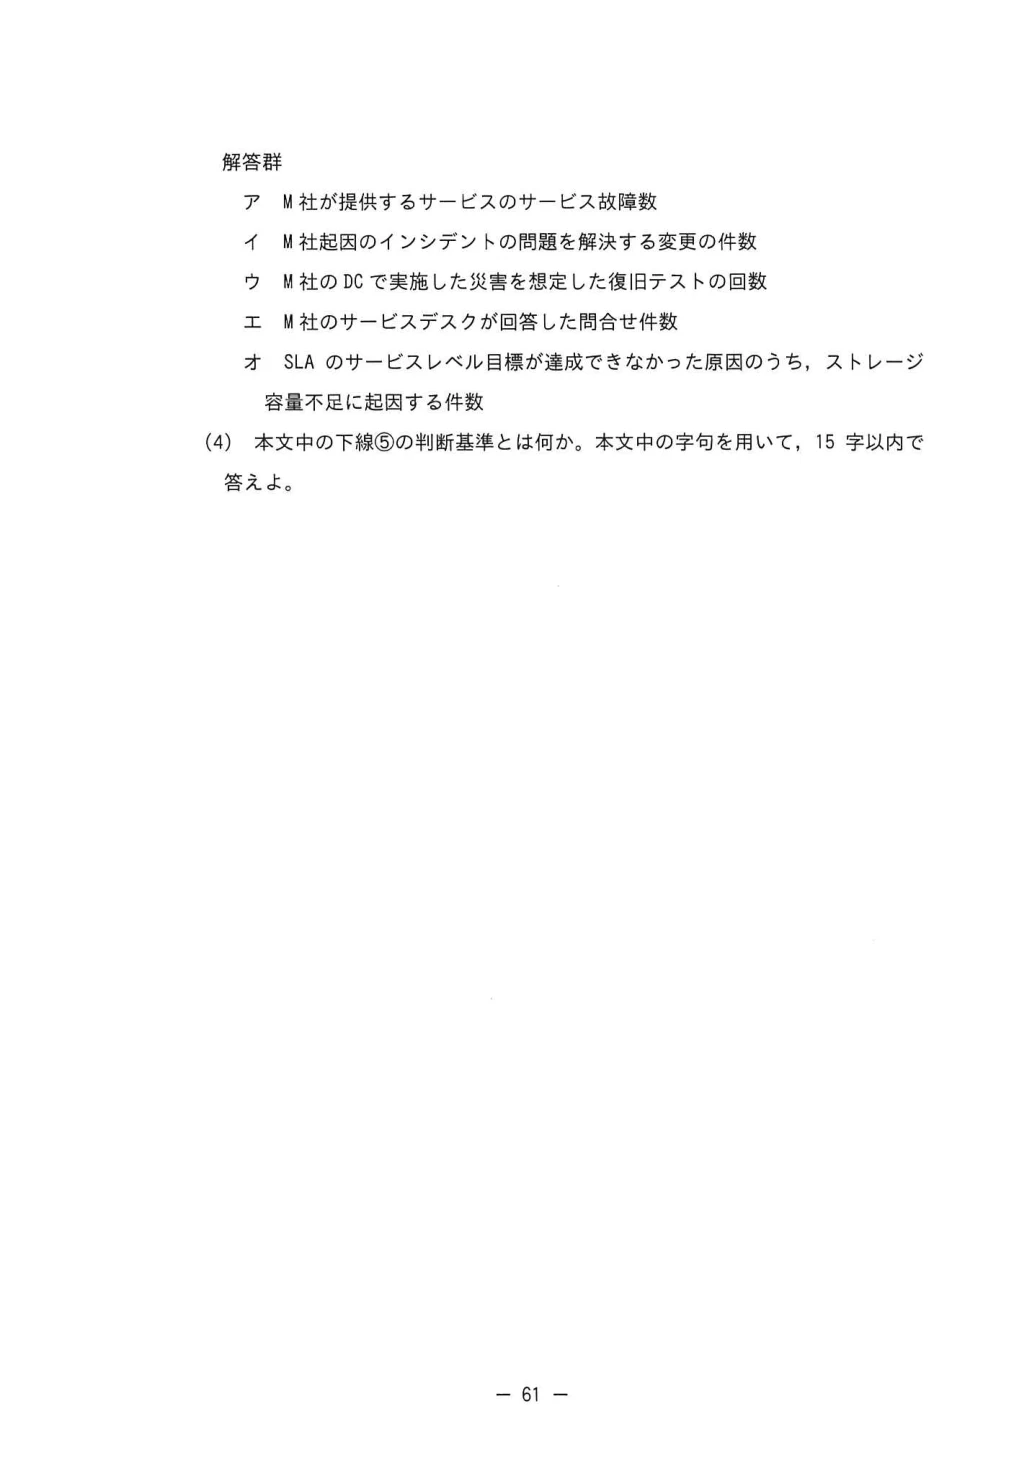 解答群
ア　M 社が提供するサービスのサービス故障数
イ　M 社起因のインシデントの問題を解決する変更の件数
ウ　M 社の DC で実施した災害を想定した復旧テストの回数
エ　M 社のサービスデスクが回答した問合せ件数
オ　SLA のサービスレベル目標が達成できなかった原因のうち，ストレージ
容量不足に起因する件数
(4)　本文中の下線⑤の判断基準とは何か。本文中の字句を用いて，15 字以内で
答えよ。
― 61 ―